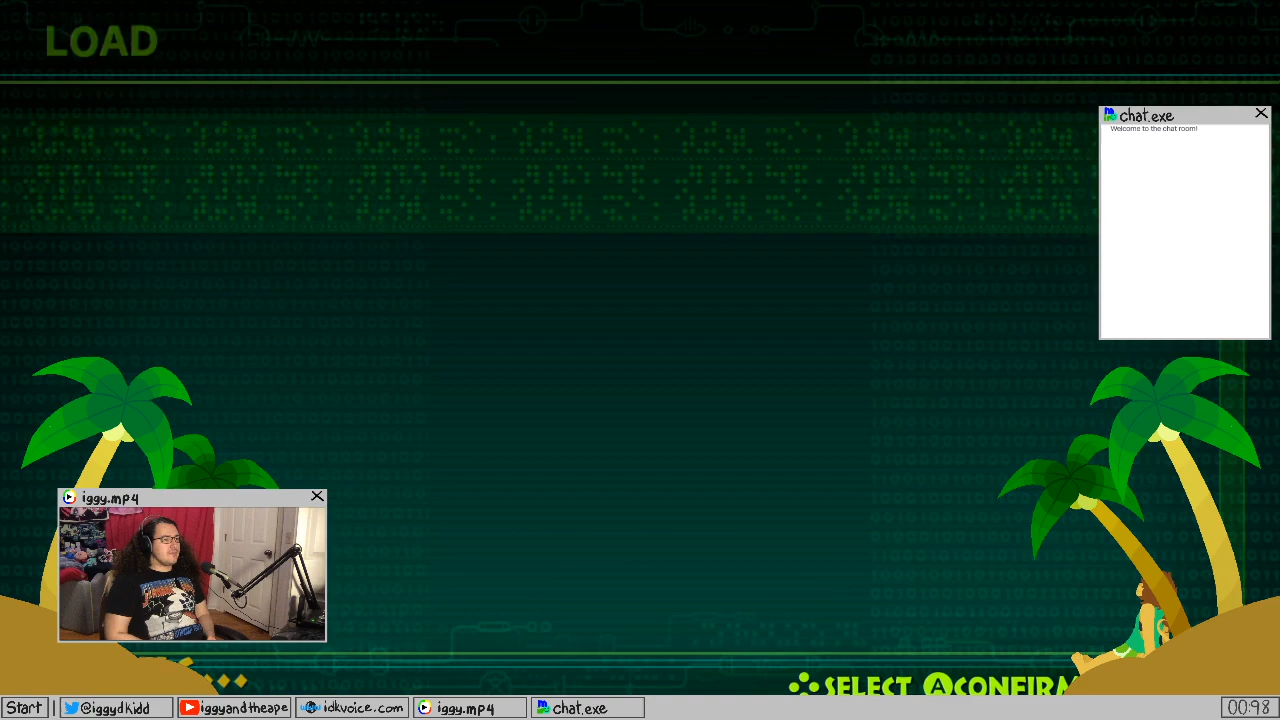 LOAD
chat.exe
Welcome to the chat room!
iggy.mp4
SELECT A CONFIRM
Start | @iggydkidd iggyandtheape idkvoice.com iggy.mp4 chat.exe 00:98